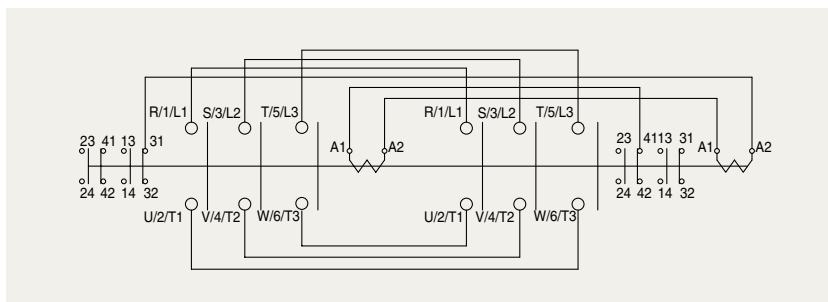 R/1/L1 S/3/L2 T/5/L3 R/1/L1 S/3/L2 T/5/L3
23 41 13 31 A1 A2 23 4113 31 A1 A2
24 42 14 32 24 42 14 32
U/2/T1 V/4/T2 W/6/T3 U/2/T1 V/4/T2 W/6/T3